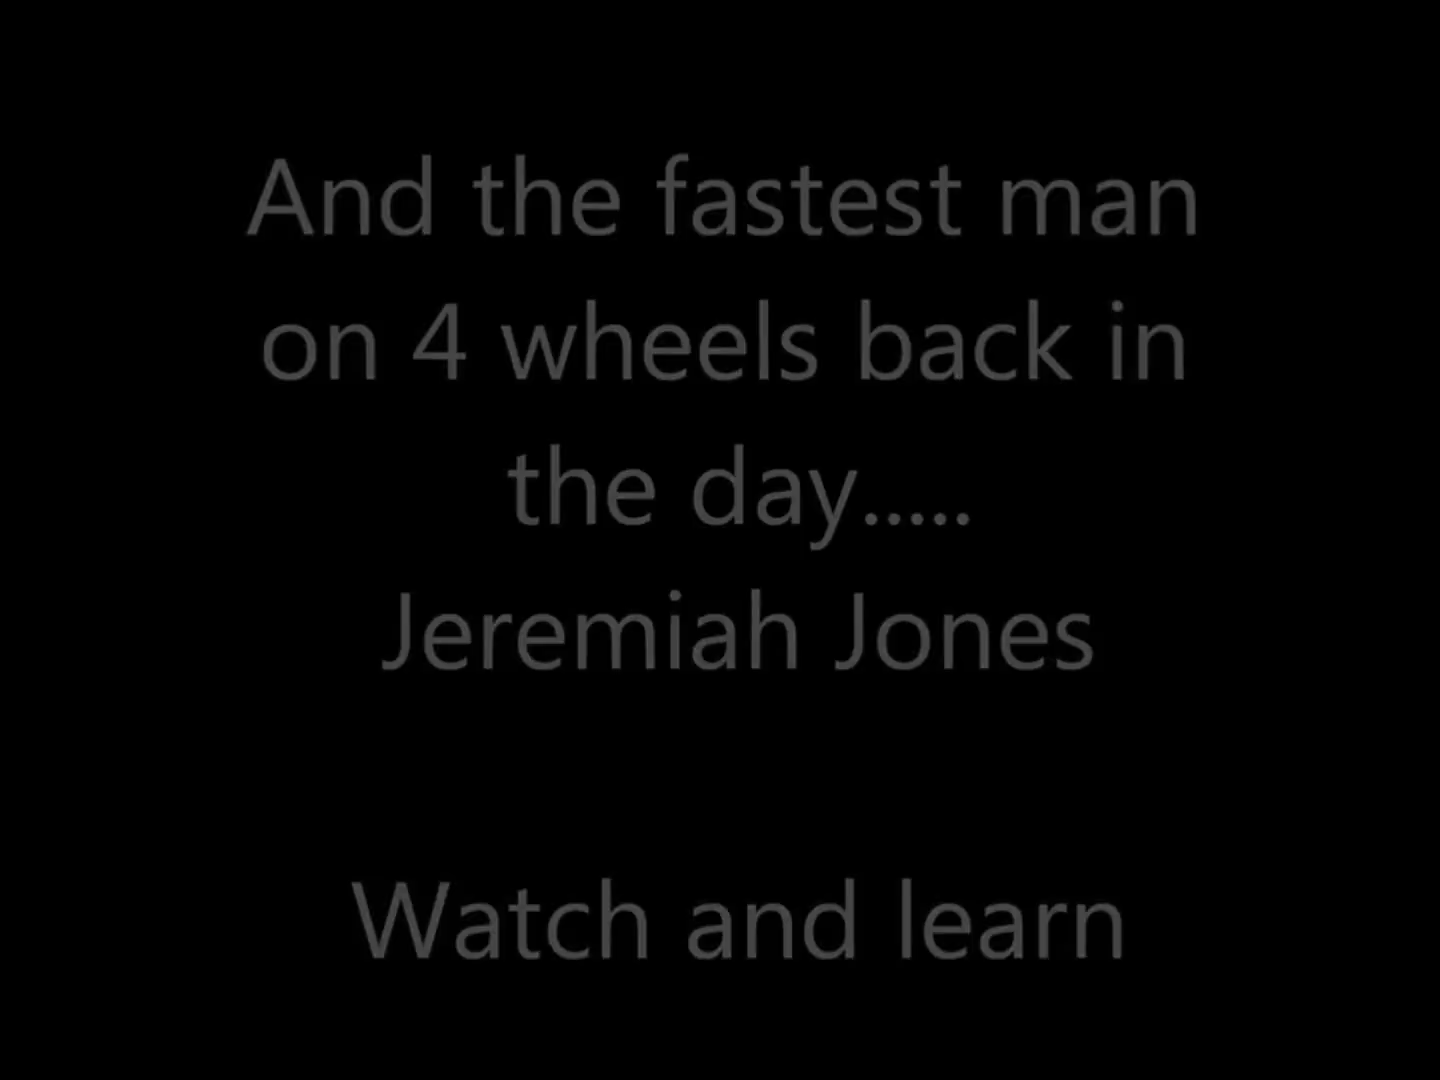 And the fastest man
on 4 wheels back in
the day.....
Jeremiah Jones
Watch and learn